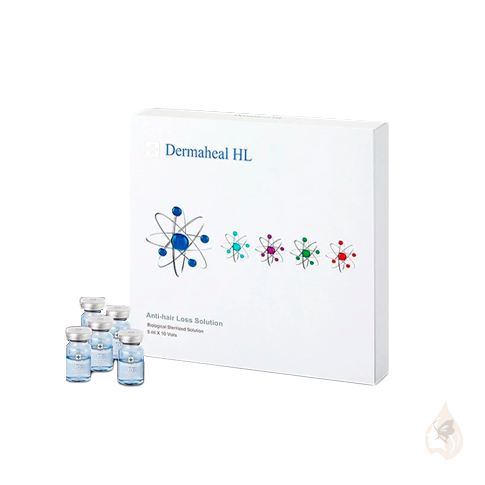 Dermaheal HL
Anti-hair Loss Solution
Biological Sterilized Solution
5 ml X 10 Vials